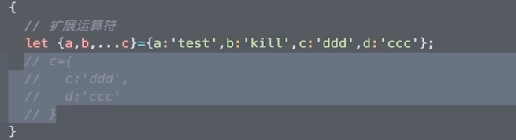 {
// 扩展运算符
let {a,b,...c}={a:'test',b:'kill',c:'ddd',d:'ccc'};
// c={
//   c:'ddd',
//   d:'ccc'
// }
}